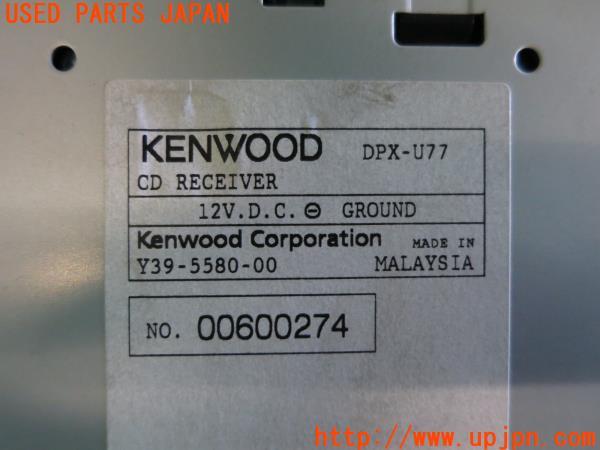 USED PARTS JAPAN
KENWOOD DPX-U77
CD RECEIVER
12V.D.C. ⊖ GROUND
Kenwood Corporation MADE IN
Y39-5580-00 MALAYSIA
NO. 00600274
http://www.upjpn.com/